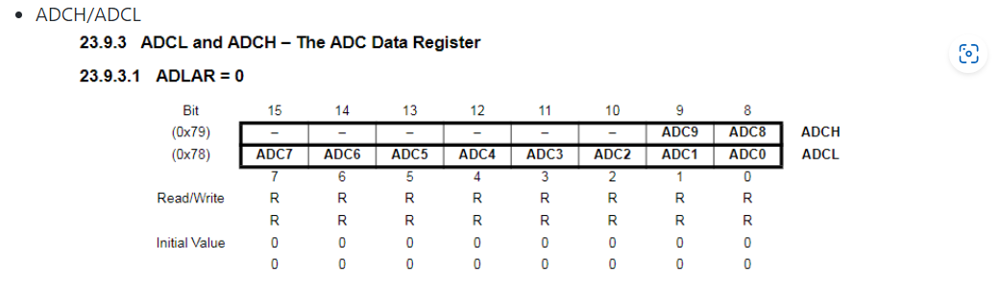 ADCH/ADCL
23.9.3 ADCL and ADCH – The ADC Data Register
23.9.3.1 ADLAR = 0
Bit 15 14 13 12 11 10 9 8
(0x79) – – – – – – ADC9 ADC8 ADCH
(0x78) ADC7 ADC6 ADC5 ADC4 ADC3 ADC2 ADC1 ADC0 ADCL
7 6 5 4 3 2 1 0
Read/Write R R R R R R R R
R R R R R R R R
Initial Value 0 0 0 0 0 0 0 0
0 0 0 0 0 0 0 0